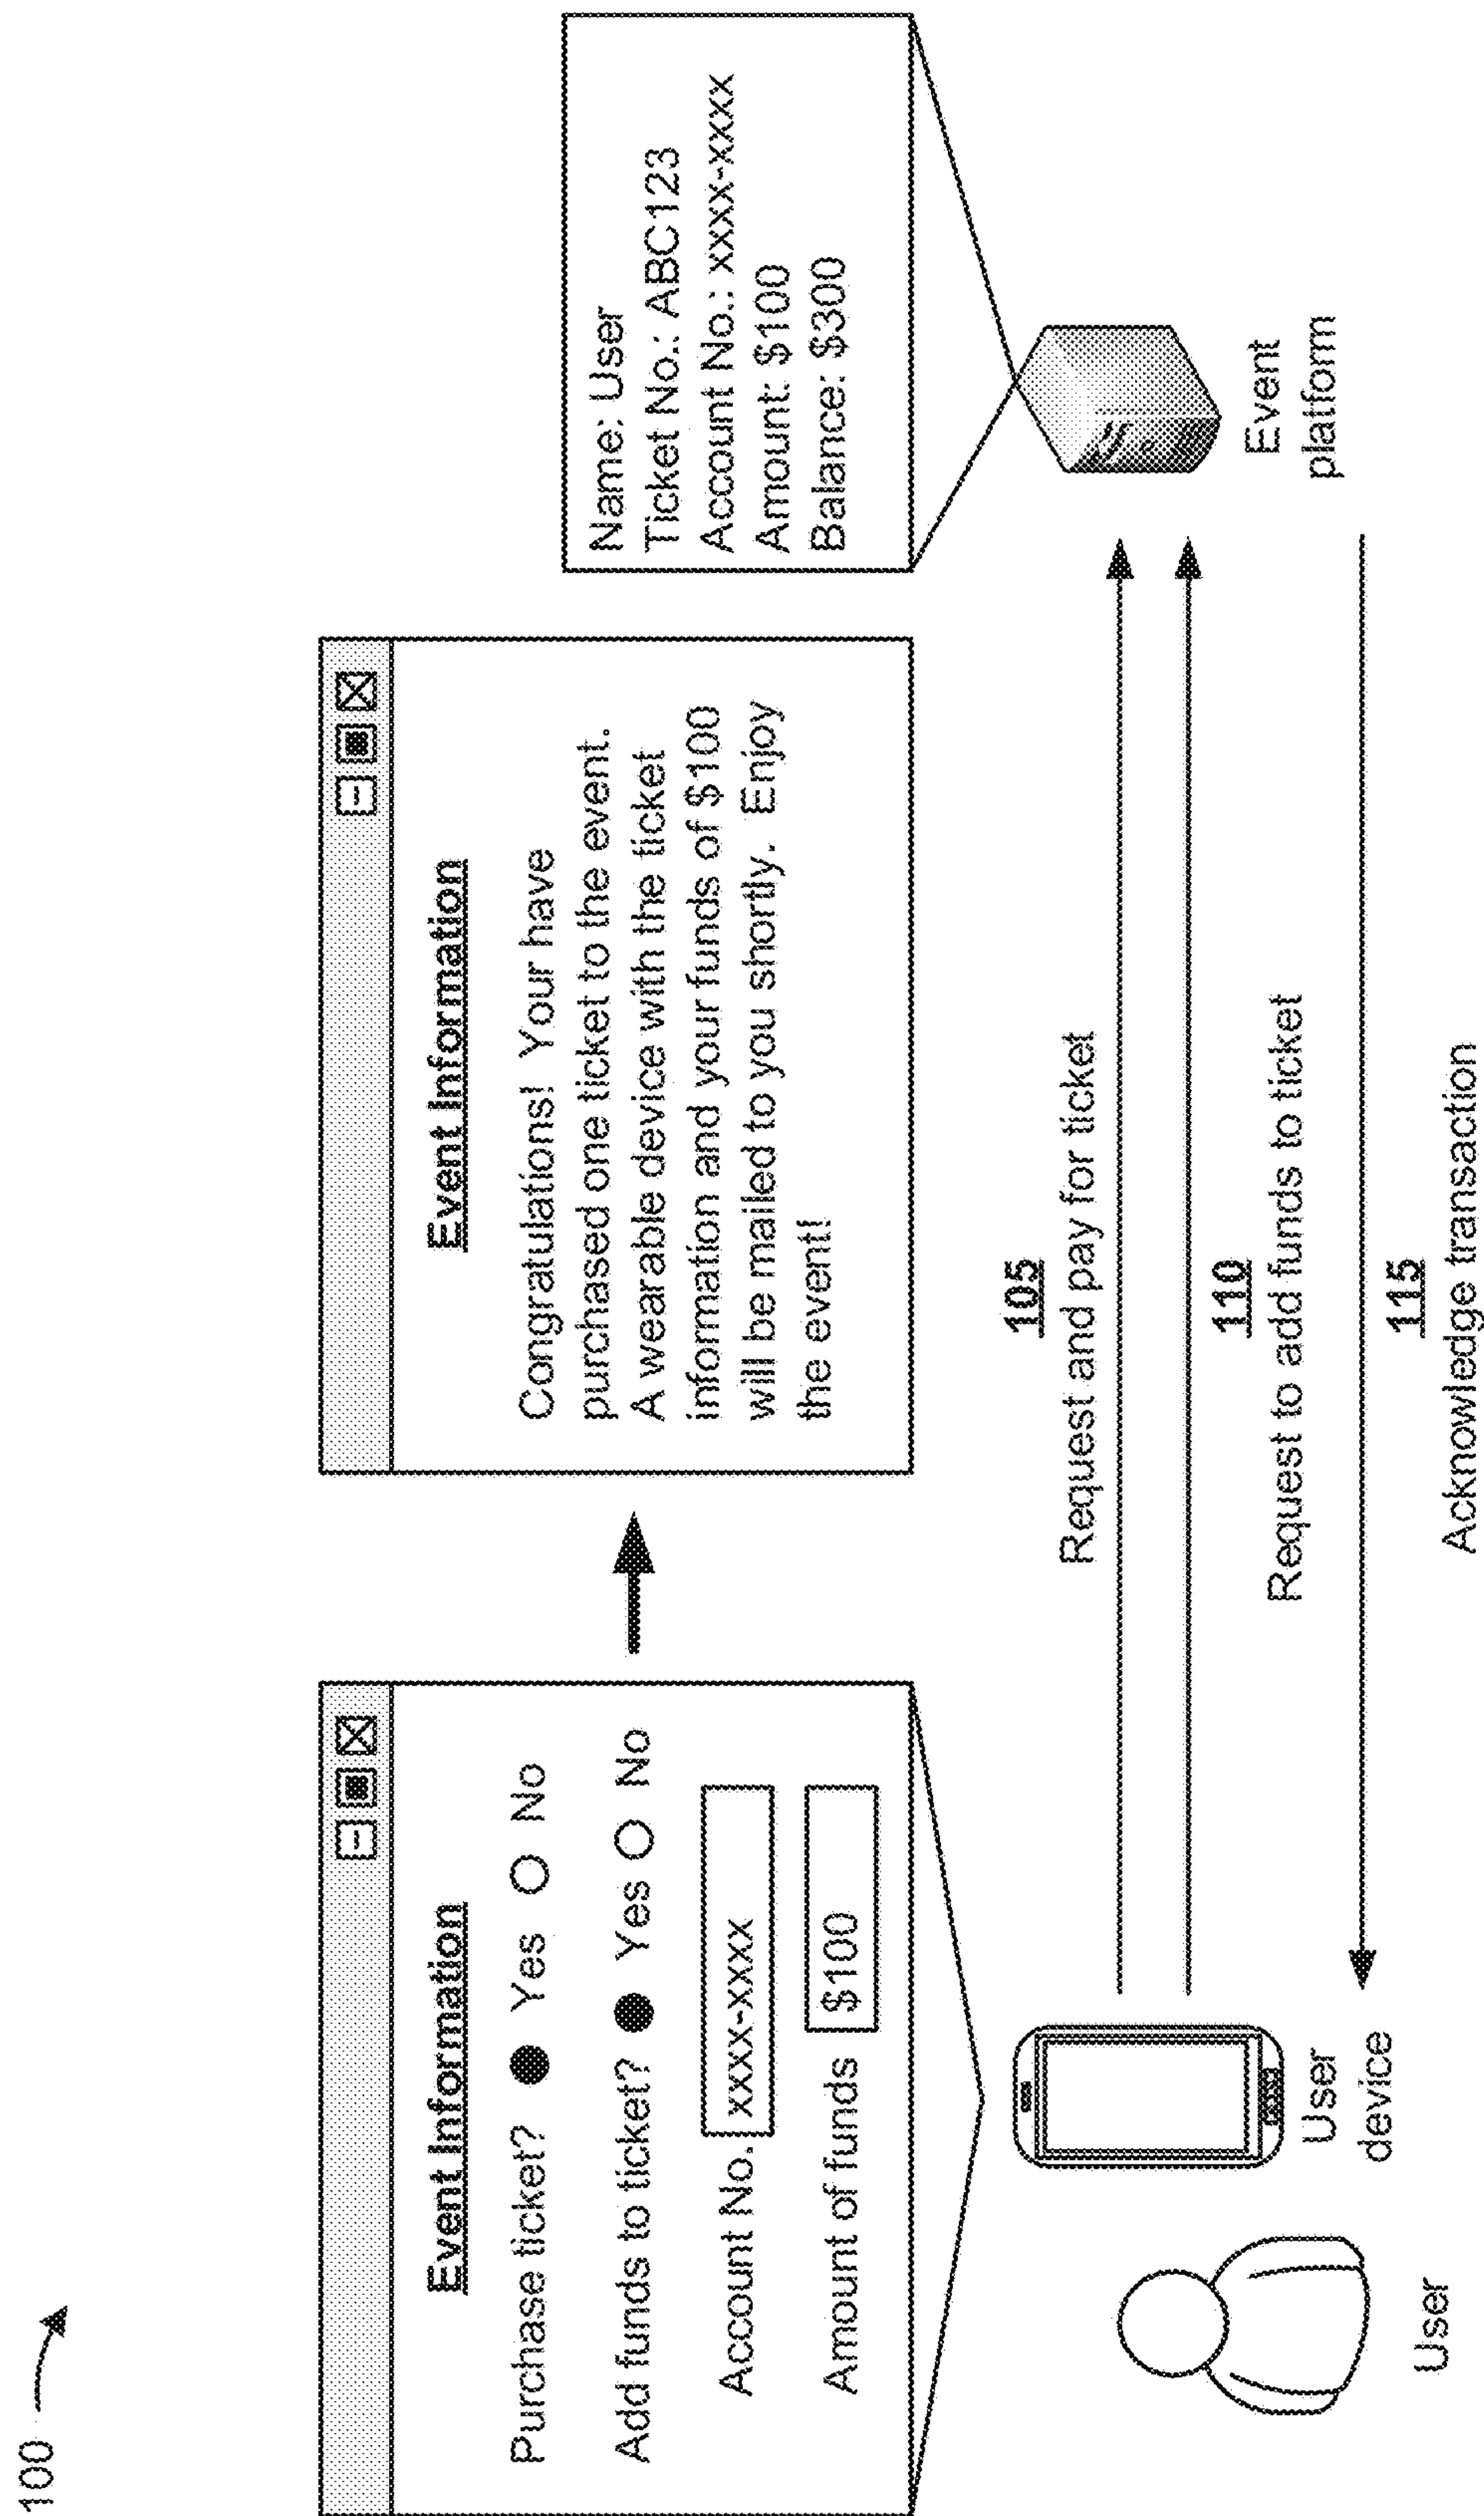 100
Event Information
Purchase ticket? Yes No
Add funds to ticket? Yes No
Account No. xxxx-xxxx
Amount of funds $100
Event Information
Congratulations! Your have
purchased one ticket to the event.
A wearable device with the ticket
information and your funds of $100
will be mailed to you shortly. Enjoy
the event!
Name: User
Ticket No.: ABC123
Account No.: xxxx-xxxx
Amount: $100
Balance: $300
105
Request and pay for ticket
110
Request to add funds to ticket
115
Acknowledge transaction
User
User
device
Event
platform